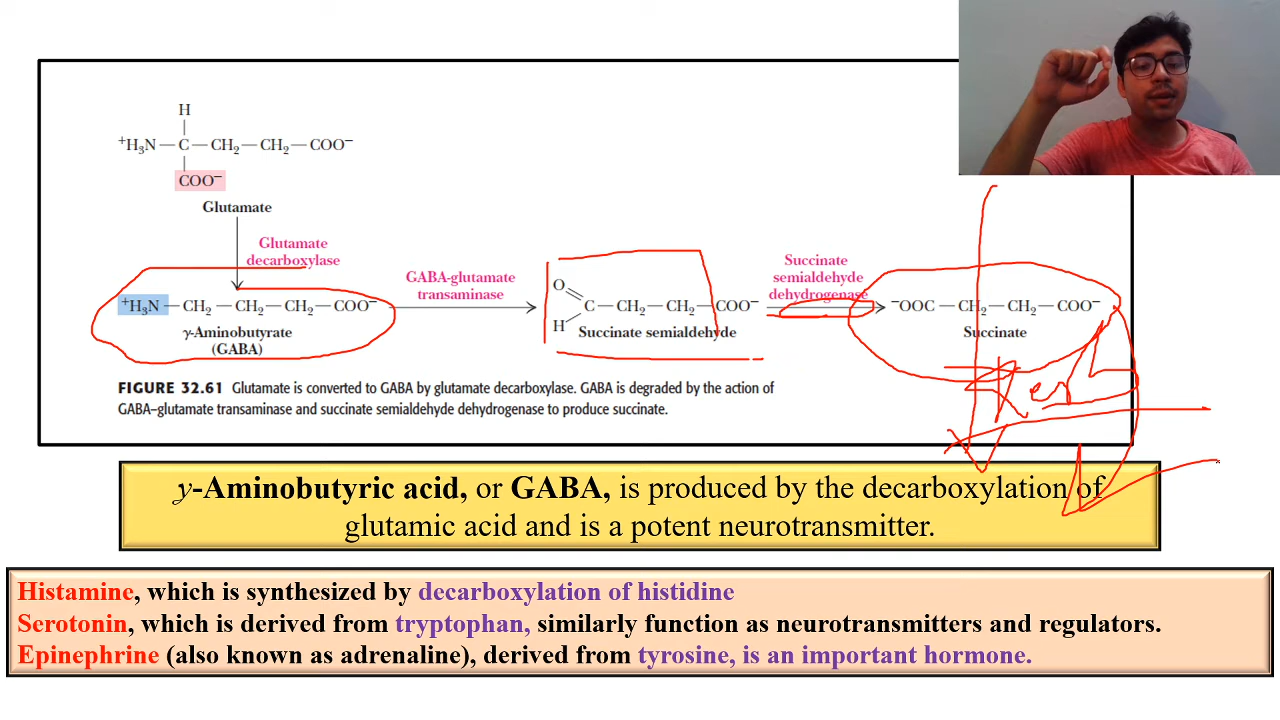 H
⁺H₃N—C—CH₂—CH₂—COO⁻
COO⁻
Glutamate
Glutamate
decarboxylase
⁺H₃N—CH₂—CH₂—CH₂—COO⁻
γ-Aminobutyrate
(GABA)
GABA-glutamate
transaminase
O
C—CH₂—CH₂—COO⁻
H
Succinate semialdehyde
Succinate
semialdehyde
dehydrogenase
⁻OOC—CH₂—CH₂—COO⁻
Succinate
FIGURE 32.61 Glutamate is converted to GABA by glutamate decarboxylase. GABA is degraded by the action of
GABA–glutamate transaminase and succinate semialdehyde dehydrogenase to produce succinate.
y-Aminobutyric acid, or GABA, is produced by the decarboxylation of
glutamic acid and is a potent neurotransmitter.
Histamine, which is synthesized by decarboxylation of histidine
Serotonin, which is derived from tryptophan, similarly function as neurotransmitters and regulators.
Epinephrine (also known as adrenaline), derived from tyrosine, is an important hormone.